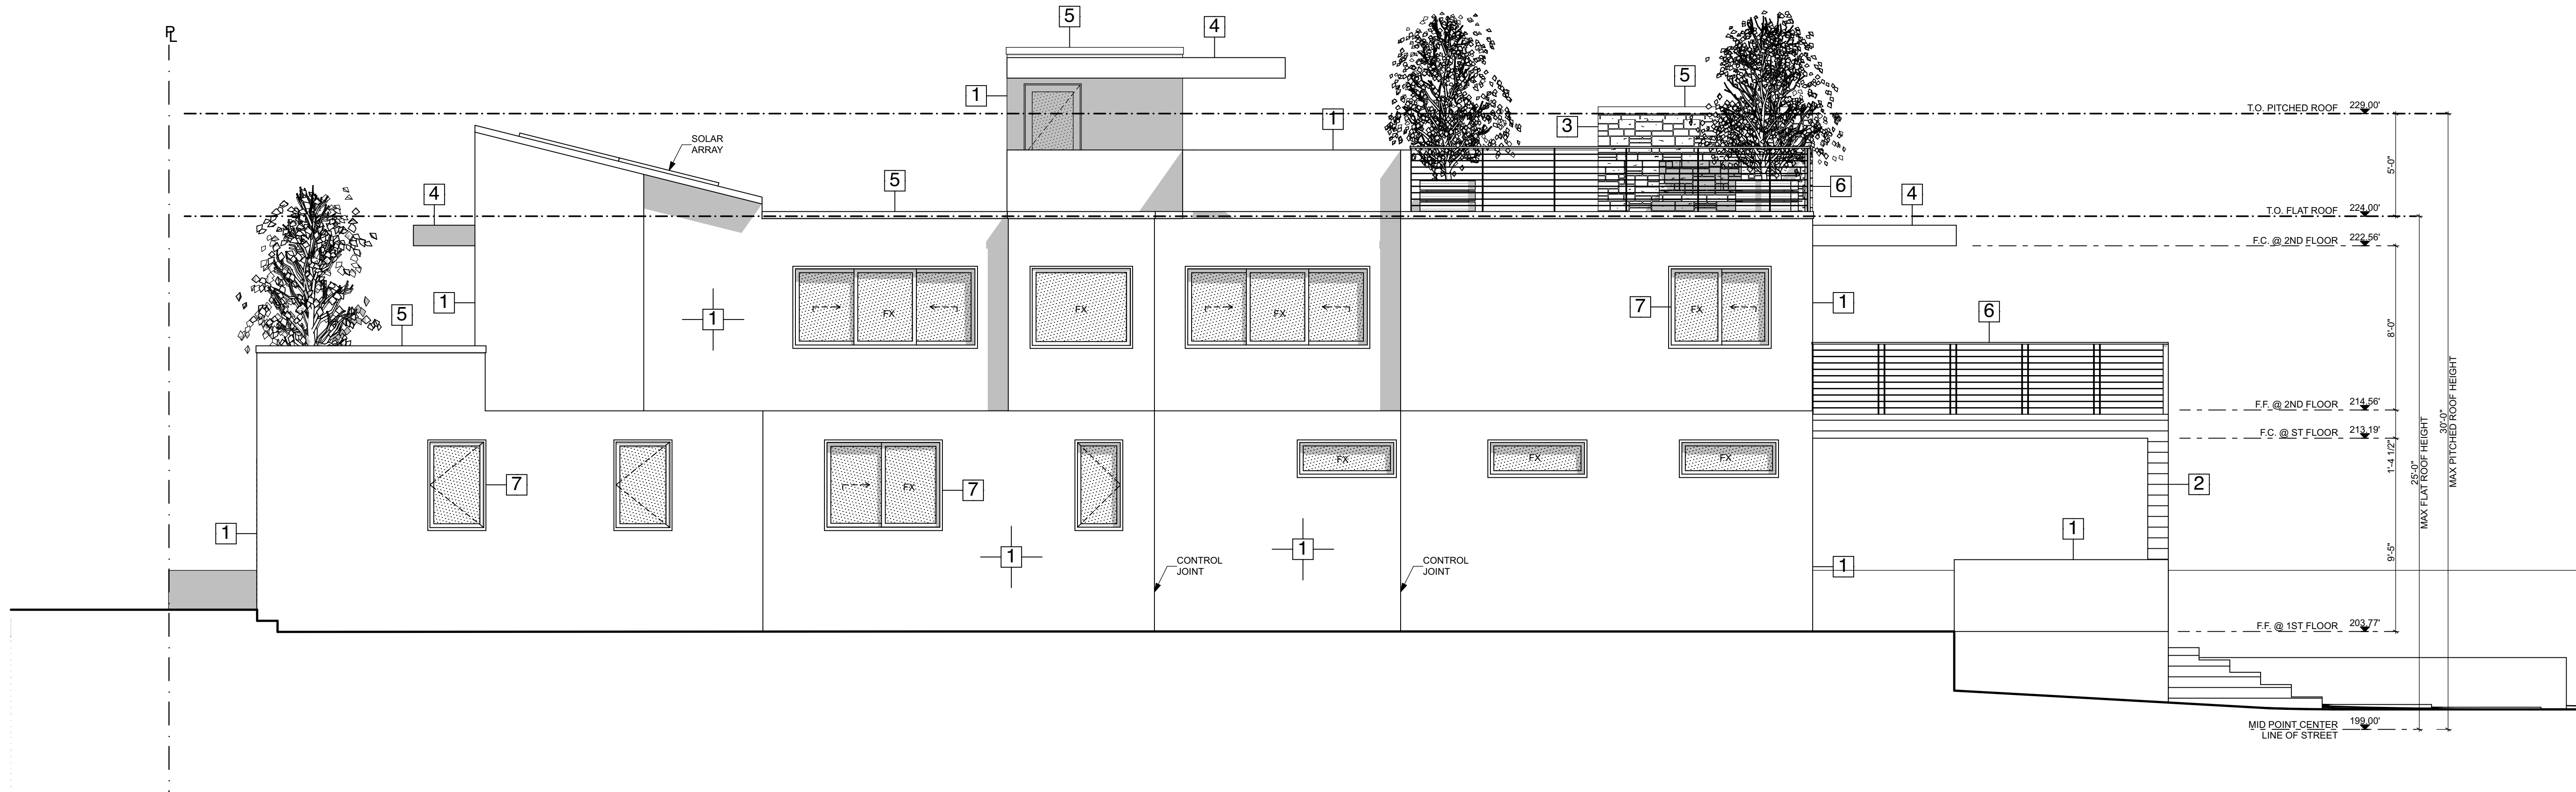 5
4
PL
T.O. PITCHED ROOF 229.00'
5
1
1
3
SOLAR
ARRAY
5'-0"
4
5
6
4
T.O. FLAT ROOF 224.00'
F.C. @ 2ND FLOOR 222.56'
1
1
FX
FX
FX
7
FX
1
5
6
8'-0"
F.F. @ 2ND FLOOR 214.56'
F.C. @ ST FLOOR 213.19'
1'-4 1/2"
25'-0"
MAX FLAT ROOF HEIGHT
30'-0"
MAX PITCHED ROOF HEIGHT
FX
FX
FX
7
FX
7
2
1
1
1
1
9'-5"
CONTROL
JOINT
CONTROL
JOINT
1
F.F. @ 1ST FLOOR 203.77'
MID POINT CENTER 199.00'
LINE OF STREET